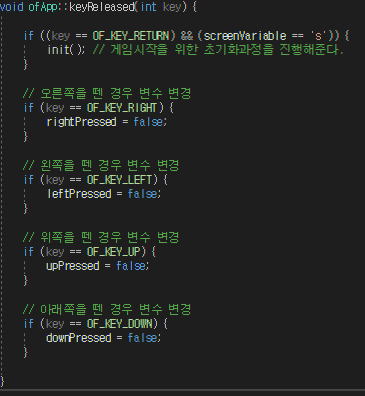 void ofApp::keyReleased(int key) {
if ((key == OF_KEY_RETURN) && (screenVariable == 's')) {
init(); // 게임시작을 위한 초기화과정을 진행해준다.
}
// 오른쪽을 뗀 경우 변수 변경
if (key == OF_KEY_RIGHT) {
rightPressed = false;
}
// 왼쪽을 뗀 경우 변수 변경
if (key == OF_KEY_LEFT) {
leftPressed = false;
}
// 위쪽을 뗀 경우 변수 변경
if (key == OF_KEY_UP) {
upPressed = false;
}
// 아래쪽을 뗀 경우 변수 변경
if (key == OF_KEY_DOWN) {
downPressed = false;
}
}